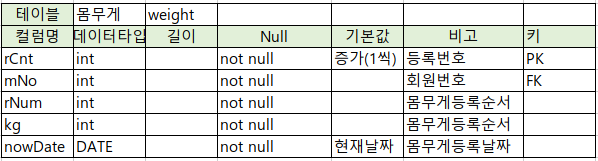 테이블 몸무게 weight
컬럼명 데이터타입 길이 Null 기본값 비고 키
rCnt int not null 증가(1씩) 등록번호 PK
mNo int not null 회원번호 FK
rNum int not null 몸무게등록순서
kg int not null 몸무게등록순서
nowDate DATE not null 현재날짜 몸무게등록날짜